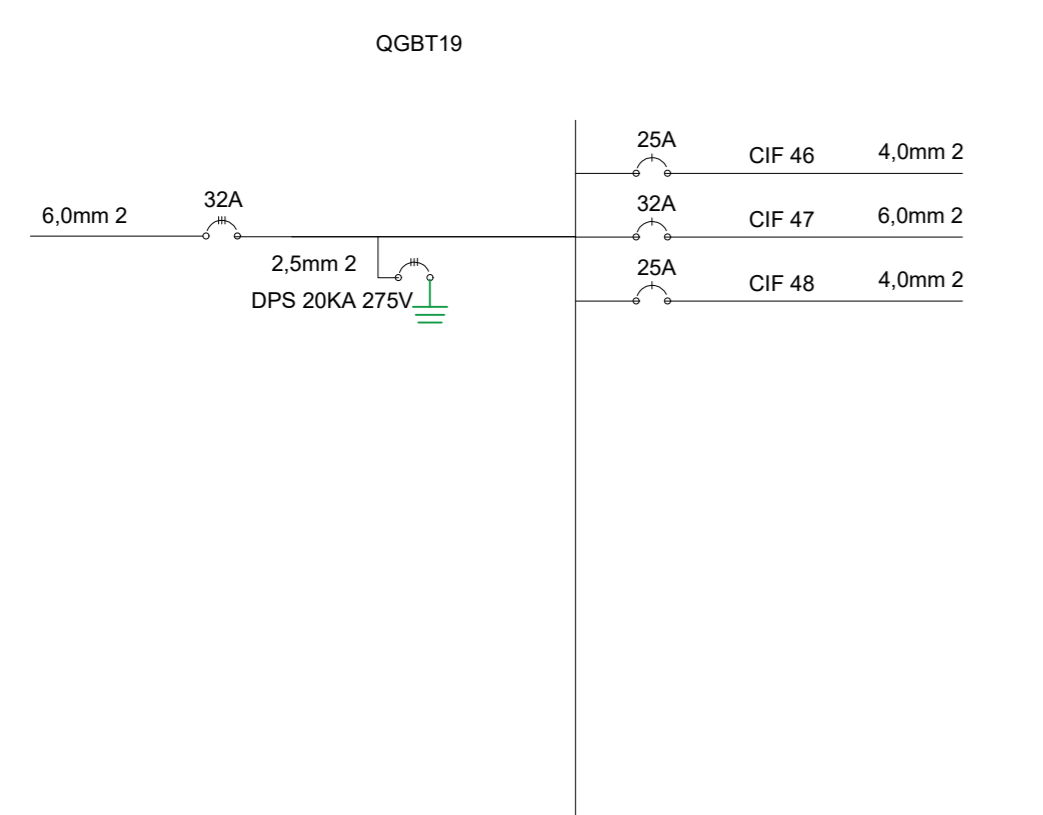 QGBT19
25A
CIF 46
4,0mm 2
6,0mm 2
32A
32A
CIF 47
6,0mm 2
2,5mm 2
DPS 20KA 275V
25A
CIF 48
4,0mm 2